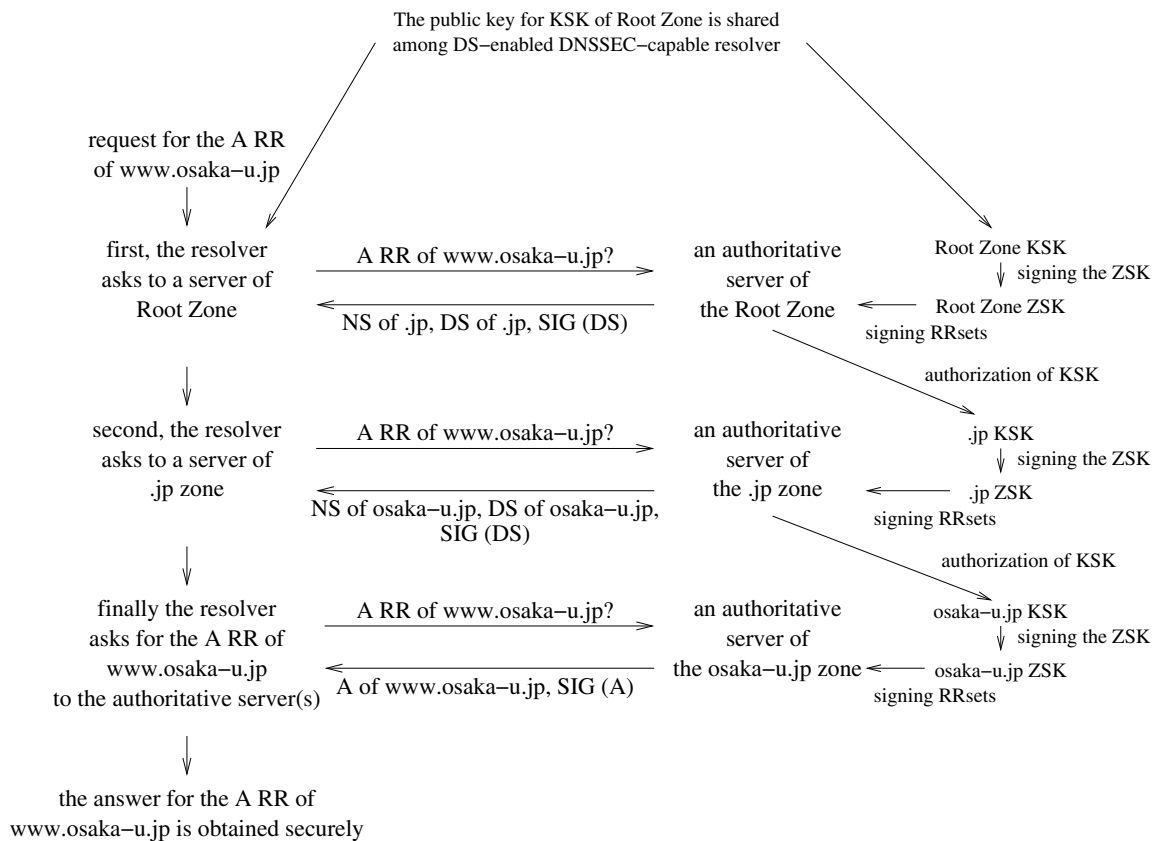 The public key for KSK of Root Zone is shared
among DS−enabled DNSSEC−capable resolver
request for the A RR
of www.osaka−u.jp
first, the resolver
asks to a server of
Root Zone
A RR of www.osaka−u.jp?
NS of .jp, DS of .jp, SIG (DS)
an authoritative
server of
the Root Zone
Root Zone KSK
signing the ZSK
Root Zone ZSK
signing RRsets
authorization of KSK
second, the resolver
asks to a server of
.jp zone
A RR of www.osaka−u.jp?
NS of osaka−u.jp, DS of osaka−u.jp,
SIG (DS)
an authoritative
server of
the .jp zone
.jp KSK
signing the ZSK
.jp ZSK
signing RRsets
authorization of KSK
finally the resolver
asks for the A RR of
www.osaka−u.jp
to the authoritative server(s)
A RR of www.osaka−u.jp?
A of www.osaka−u.jp, SIG (A)
an authoritative
server of
the osaka−u.jp zone
osaka−u.jp KSK
signing the ZSK
osaka−u.jp ZSK
signing RRsets
the answer for the A RR of
www.osaka−u.jp is obtained securely